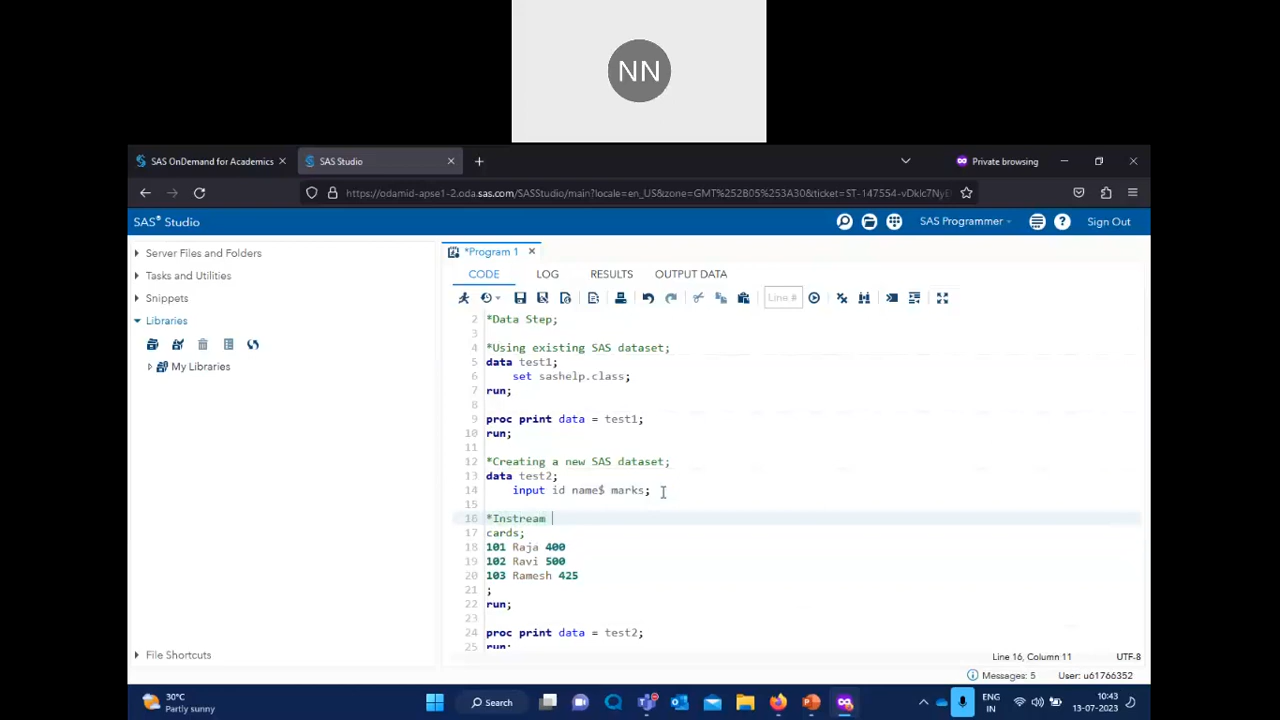 NN
SAS OnDemand for Academics
SAS Studio
Private browsing
https://odamid-apse1-2.oda.sas.com/SASStudio/main?locale=en_US&zone=GMT%252B05%253A30&ticket=ST-147554-vDkIc7NyE
SAS® Studio
SAS Programmer
Sign Out
Server Files and Folders
Tasks and Utilities
Snippets
Libraries
My Libraries
File Shortcuts
*Program 1
CODE LOG RESULTS OUTPUT DATA
Line #
2 *Data Step;
3
4 *Using existing SAS dataset;
5 data test1;
6 set sashelp.class;
7 run;
8
9 proc print data = test1;
10 run;
11
12 *Creating a new SAS dataset;
13 data test2;
14 input id name$ marks;
15
16 *Instream
17 cards;
18 101 Raja 400
19 102 Ravi 500
20 103 Ramesh 425
21 ;
22 run;
23
24 proc print data = test2;
25 run;
Line 16, Column 11
UTF-8
Messages: 5
User: u61766352
30°C
Partly sunny
Search
ENG
IN
10:43
13-07-2023